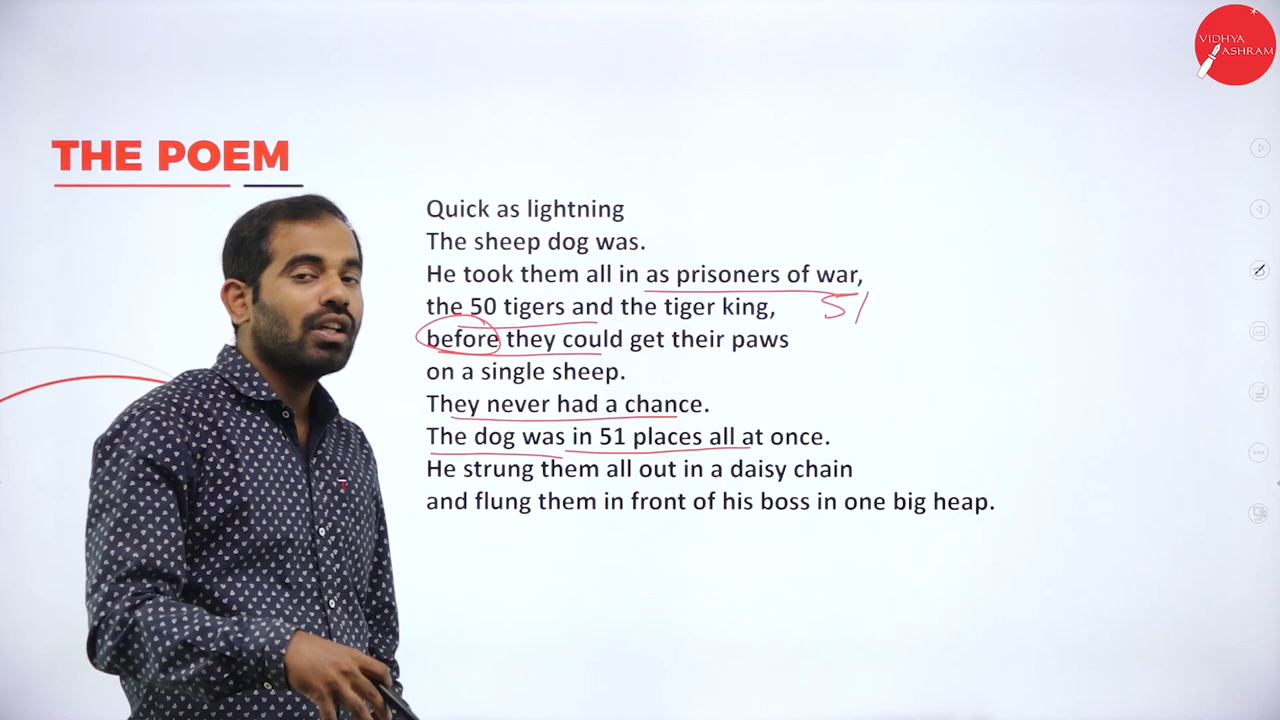 VIDHYA
ASHRAM
THE POEM
Quick as lightning
The sheep dog was.
He took them all in as prisoners of war,
the 50 tigers and the tiger king,
51
before they could get their paws
on a single sheep.
They never had a chance.
The dog was in 51 places all at once.
He strung them all out in a daisy chain
and flung them in front of his boss in one big heap.